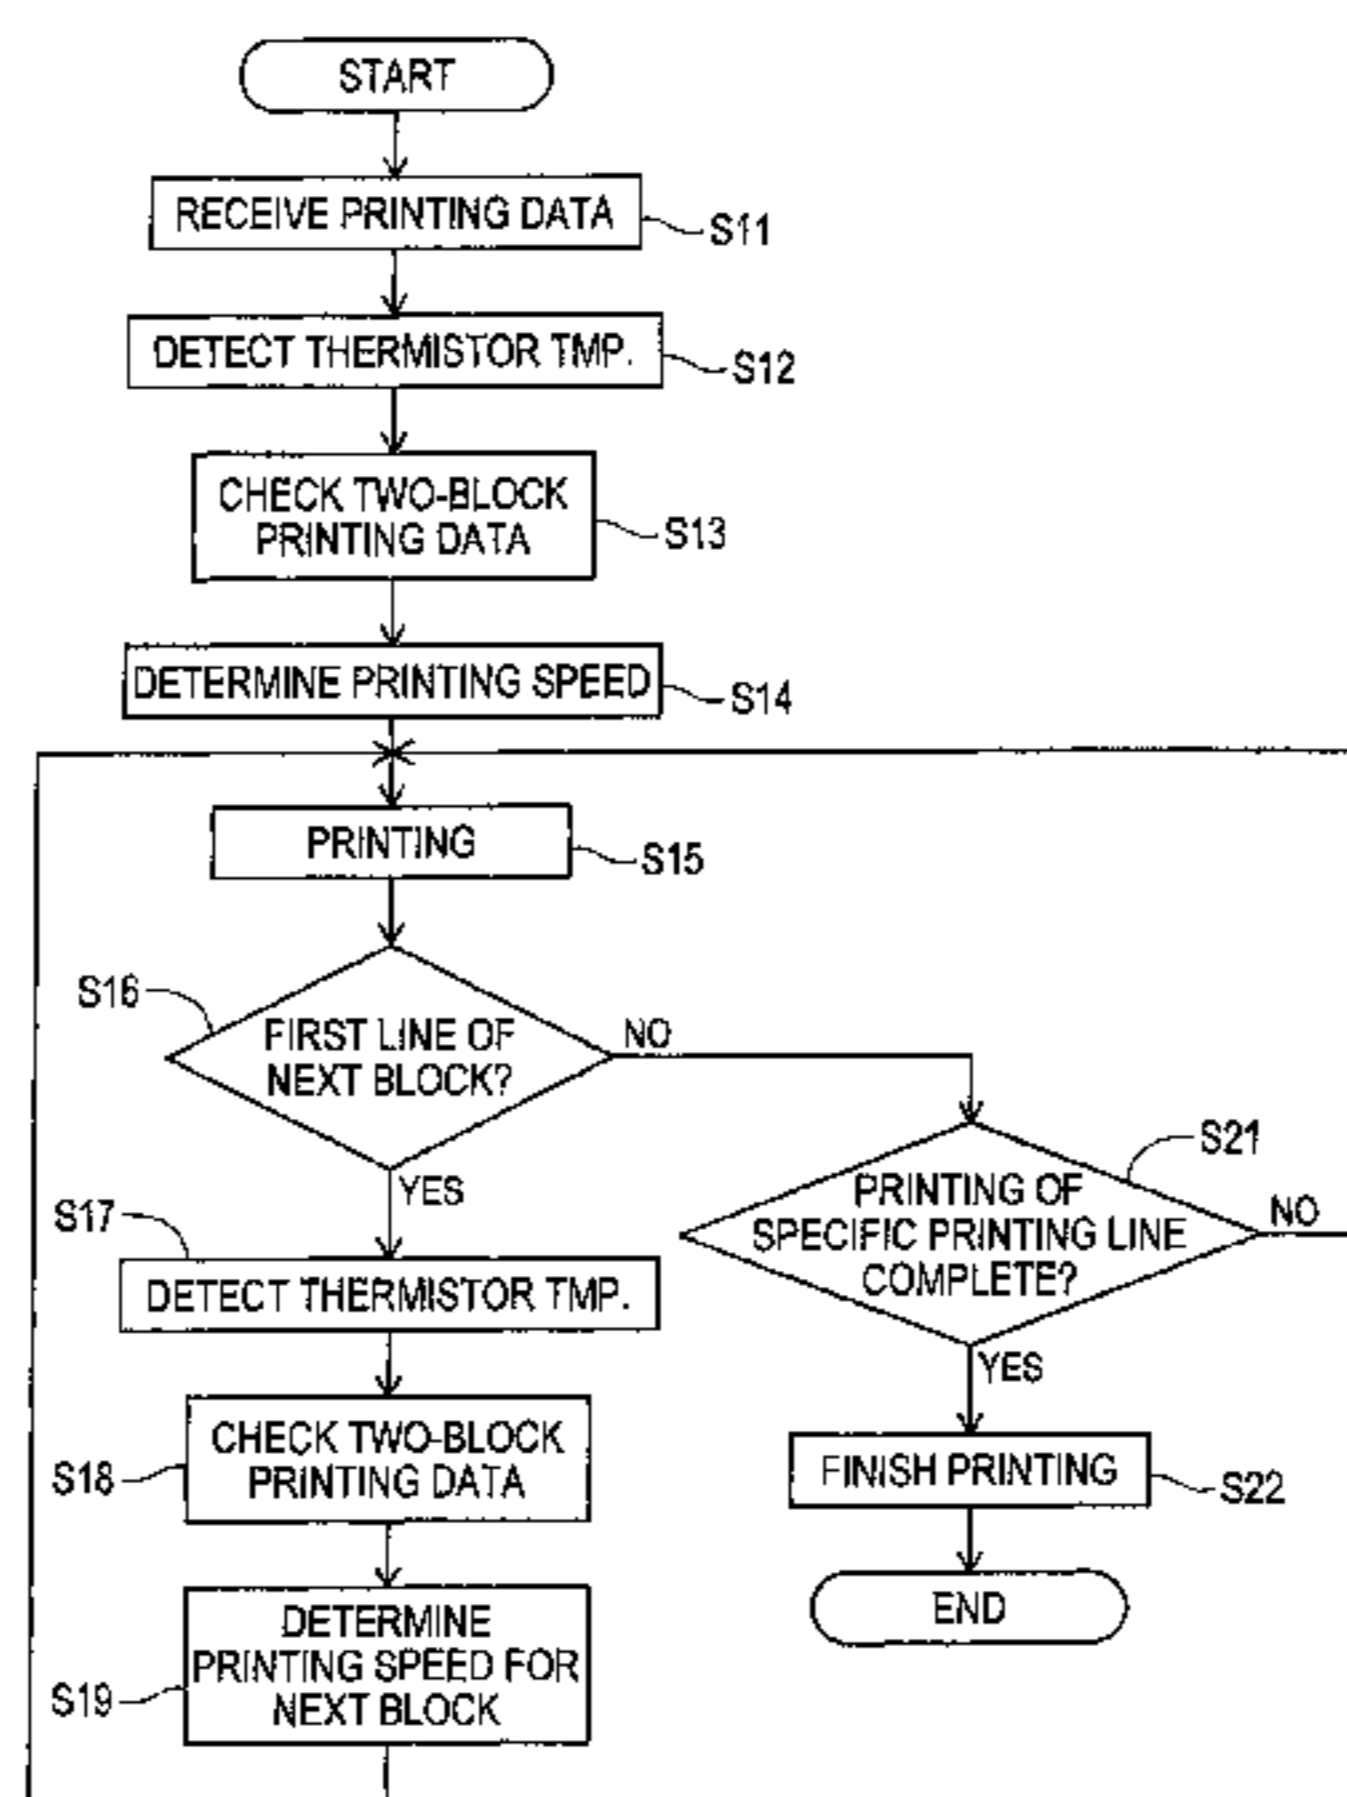 START
RECEIVE PRINTING DATA
S11
DETECT THERMISTOR TMP.
S12
CHECK TWO-BLOCK
PRINTING DATA
S13
DETERMINE PRINTING SPEED
S14
PRINTING
S15
S16
FIRST LINE OF
NEXT BLOCK?
NO
YES
S21
PRINTING OF
SPECIFIC PRINTING LINE
COMPLETE?
NO
YES
S17
DETECT THERMISTOR TMP.
CHECK TWO-BLOCK
PRINTING DATA
S18
FINISH PRINTING
S22
END
DETERMINE
PRINTING SPEED FOR
NEXT BLOCK
S19